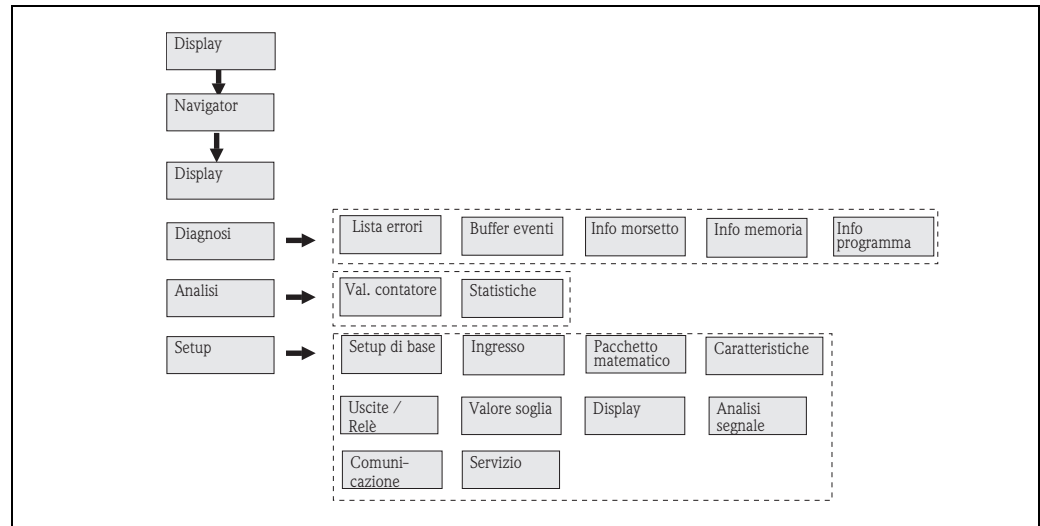 Display
Navigator
Display
Diagnosi
Lista errori
Buffer eventi
Info morsetto
Info memoria
Info
programma
Analisi
Val. contatore
Statistiche
Setup
Setup di base
Ingresso
Pacchetto
matematico
Caratteristiche
Uscite /
Relè
Valore soglia
Display
Analisi
segnale
Comuni-
cazione
Servizio